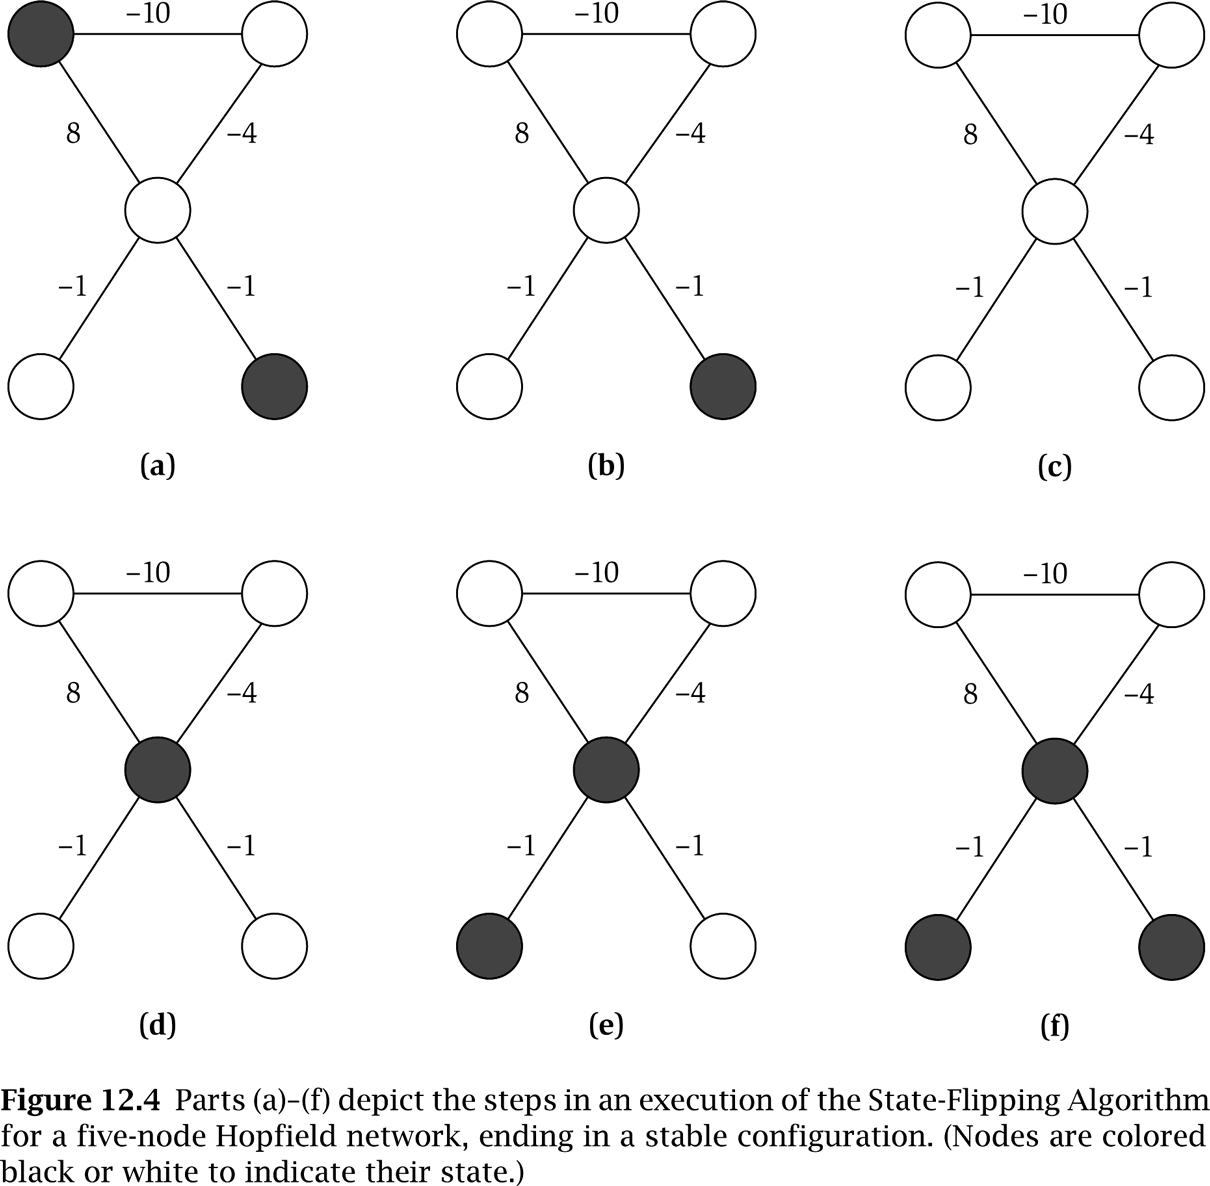 –10 –10 –10
8 –4 8 –4 8 –4
–1 –1 –1 –1 –1 –1
(a) (b) (c)
–10 –10 –10
8 –4 8 –4 8 –4
–1 –1 –1 –1 –1 –1
(d) (e) (f)
Figure 12.4 Parts (a)–(f) depict the steps in an execution of the State-Flipping Algorithm
for a five-node Hopfield network, ending in a stable configuration. (Nodes are colored
black or white to indicate their state.)